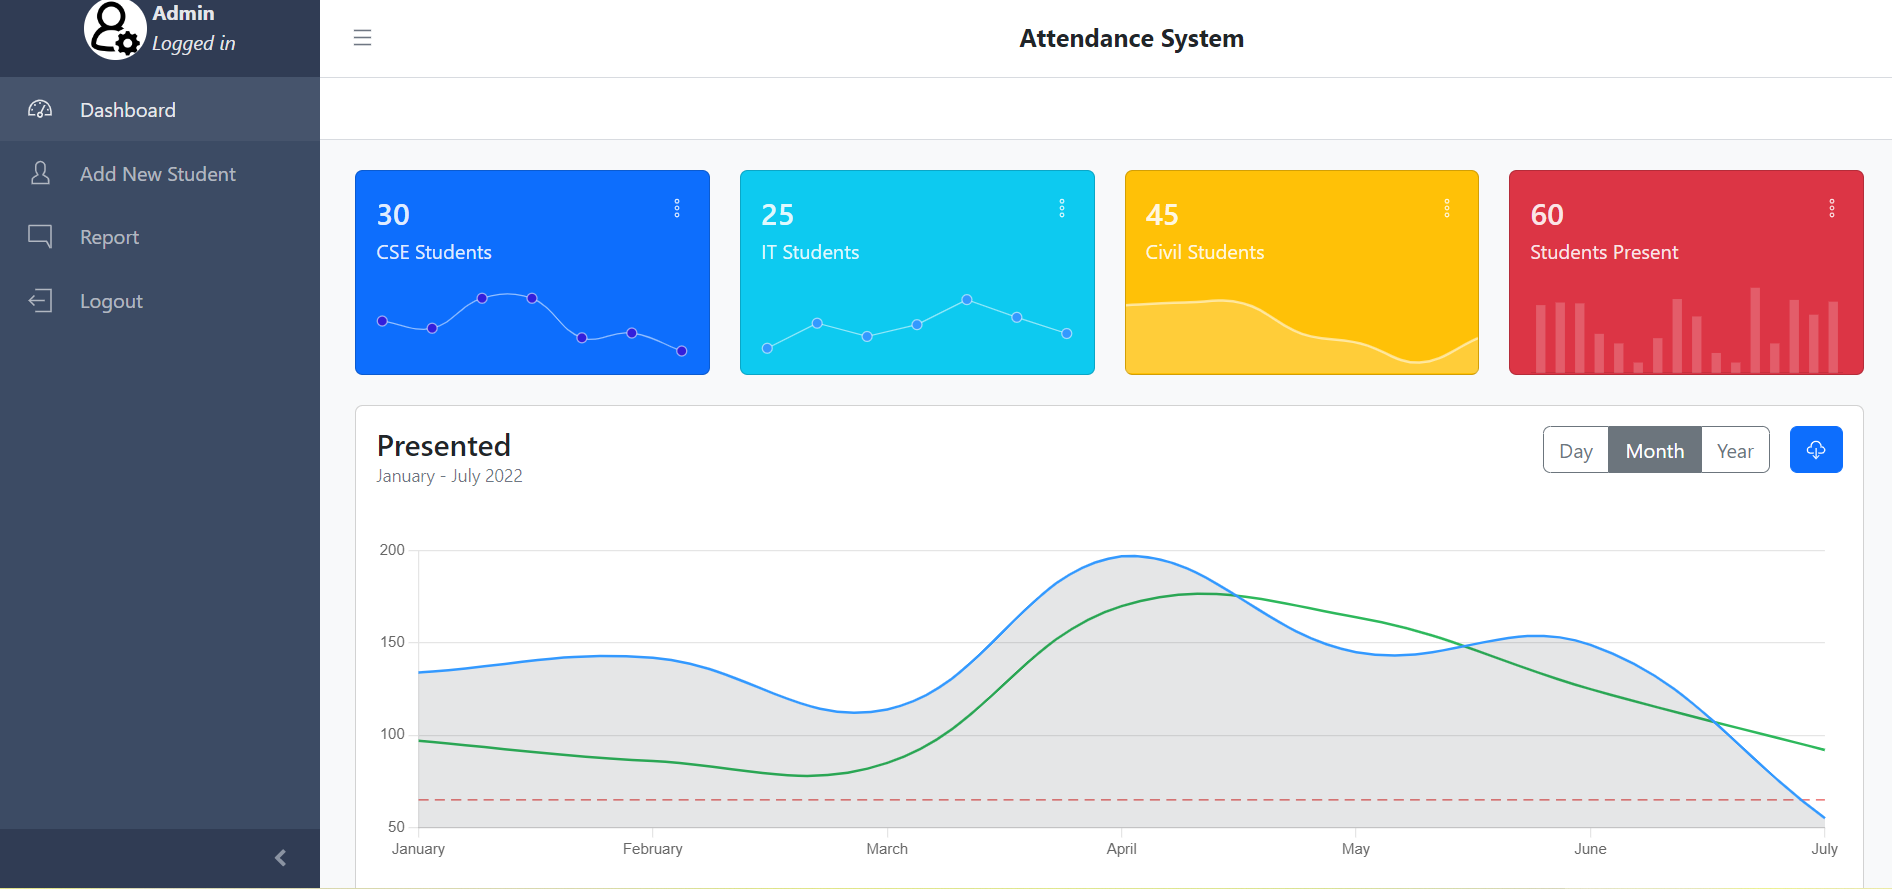 Admin
Logged in
Attendance System
Dashboard
Add New Student
Report
Logout
30
CSE Students
25
IT Students
45
Civil Students
60
Students Present
Presented
January - July 2022
Day Month Year
200
150
100
50
January February March April May June July